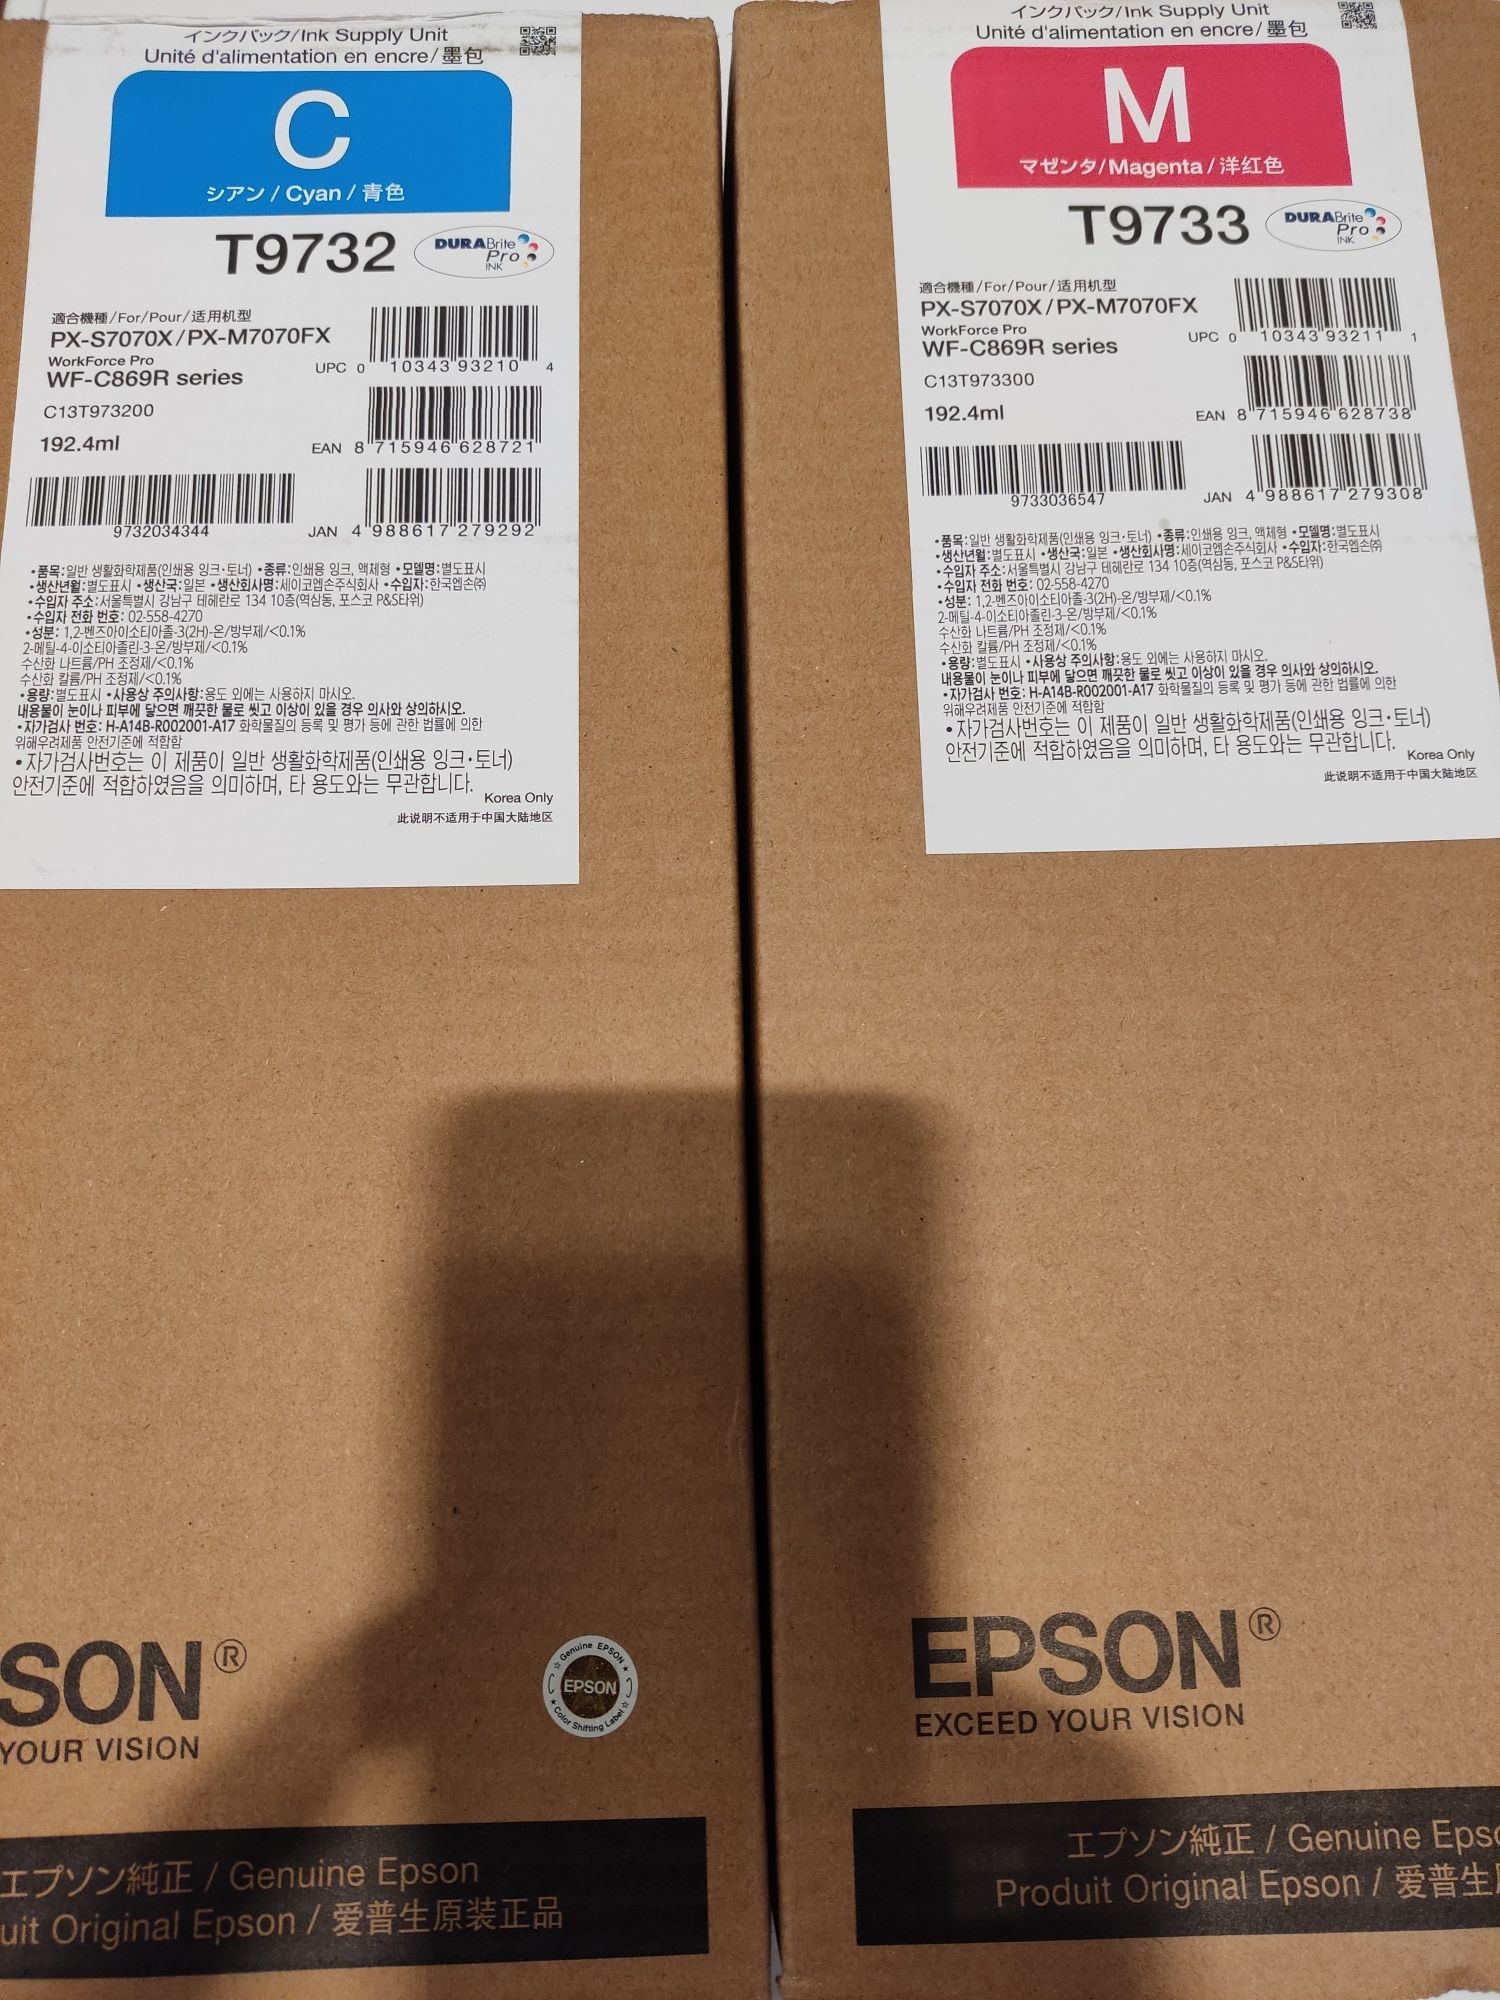 インクパック/Ink Supply Unit
Unité d'alimentation en encre/墨包
C
シアン / Cyan / 青色
T9732
DURABrite
Pro
INK
適合機種/For/Pour/适用机型
PX-S7070X/PX-M7070FX
WorkForce Pro
WF-C869R series
C13T973200
192.4ml
UPC 0 10343 93210 4
EAN 8 715946 628721
9732034344
JAN 4 988617 279292
•품목:일반 생활화학제품(인쇄용 잉크·토너) •종류:인쇄용 잉크, 액체형 •모델명:별도표시
•생산년월:별도표시 •생산국:일본 •생산회사명:세이코엡손주식회사 •수입자:한국엡손㈜
•수입자 주소:서울특별시 강남구 테헤란로 134 10층(역삼동, 포스코 P&S타워)
•수입자 전화 번호: 02-558-4270
•성분: 1,2-벤즈아이소티아졸-3(2H)-온/방부제/<0.1%
2-메틸-4-이소티아졸린-3-온/방부제/<0.1%
수산화 나트륨/PH 조정제/<0.1%
수산화 칼륨/PH 조정제/<0.1%
•용량:별도표시 •사용상 주의사항:용도 외에는 사용하지 마시오.
내용물이 눈이나 피부에 닿으면 깨끗한 물로 씻고 이상이 있을 경우 의사와 상의하시오.
•자가검사 번호: H-A14B-R002001-A17 화학물질의 등록 및 평가 등에 관한 법률에 의한
위해우려제품 안전기준에 적합함
•자가검사번호는 이 제품이 일반 생활화학제품(인쇄용 잉크·토너)
안전기준에 적합하였음을 의미하며, 타 용도와는 무관합니다.
Korea Only
此说明不适用于中国大陆地区
SON®
YOUR VISION
Genuine EPSON
EPSON
Color Shifting Label
エプソン純正 / Genuine Epson
uit Original Epson / 爱普生原装正品
インクパック/Ink Supply Unit
Unité d'alimentation en encre/墨包
M
マゼンタ/Magenta/洋红色
T9733
DURABrite
Pro
INK
適合機種/For/Pour/适用机型
PX-S7070X/PX-M7070FX
WorkForce Pro
WF-C869R series
C13T973300
192.4ml
UPC 0 10343 93211 1
EAN 8 715946 628738
9733036547
JAN 4 988617 279308
•품목:일반 생활화학제품(인쇄용 잉크·토너) •종류:인쇄용 잉크, 액체형 •모델명:별도표시
•생산년월:별도표시 •생산국:일본 •생산회사명:세이코엡손주식회사 •수입자:한국엡손㈜
•수입자 주소:서울특별시 강남구 테헤란로 134 10층(역삼동, 포스코 P&S타워)
•수입자 전화 번호: 02-558-4270
•성분: 1,2-벤즈아이소티아졸-3(2H)-온/방부제/<0.1%
2-메틸-4-이소티아졸린-3-온/방부제/<0.1%
수산화 나트륨/PH 조정제/<0.1%
수산화 칼륨/PH 조정제/<0.1%
•용량:별도표시 •사용상 주의사항:용도 외에는 사용하지 마시오.
내용물이 눈이나 피부에 닿으면 깨끗한 물로 씻고 이상이 있을 경우 의사와 상의하시오.
•자가검사 번호: H-A14B-R002001-A17 화학물질의 등록 및 평가 등에 관한 법률에 의한
위해우려제품 안전기준에 적합함
•자가검사번호는 이 제품이 일반 생활화학제품(인쇄용 잉크·토너)
안전기준에 적합하였음을 의미하며, 타 용도와는 무관합니다.
Korea Only
此说明不适用于中国大陆地区
EPSON®
EXCEED YOUR VISION
エプソン純正 / Genuine Epso
Produit Original Epson / 爱普生